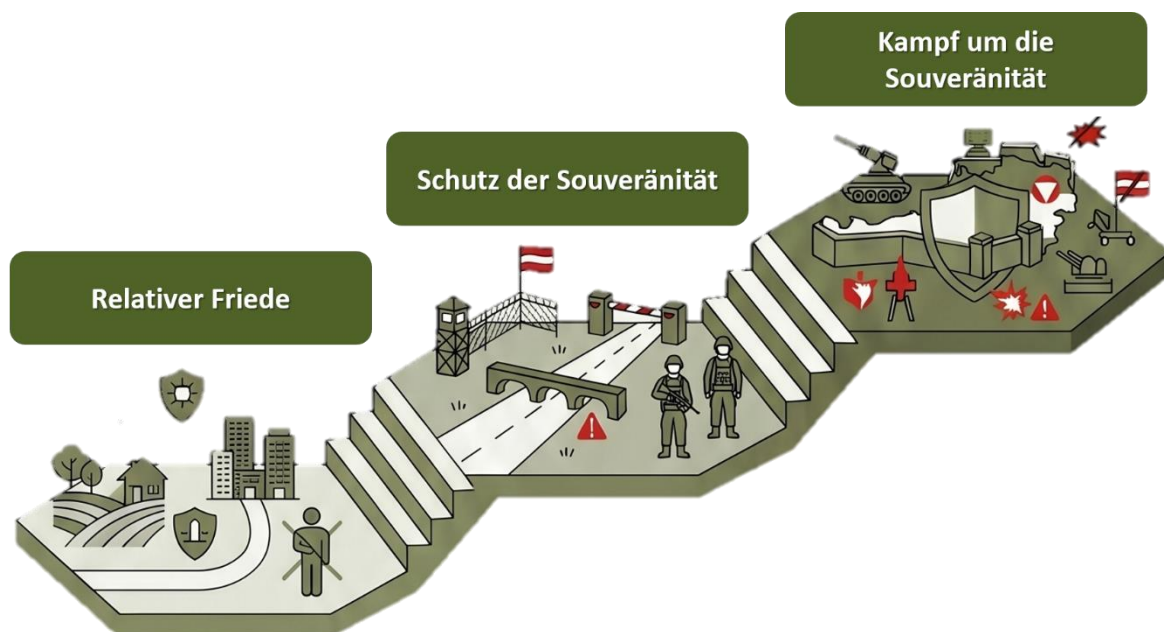 Kampf um die
Souveränität
Schutz der Souveränität
Relativer Friede